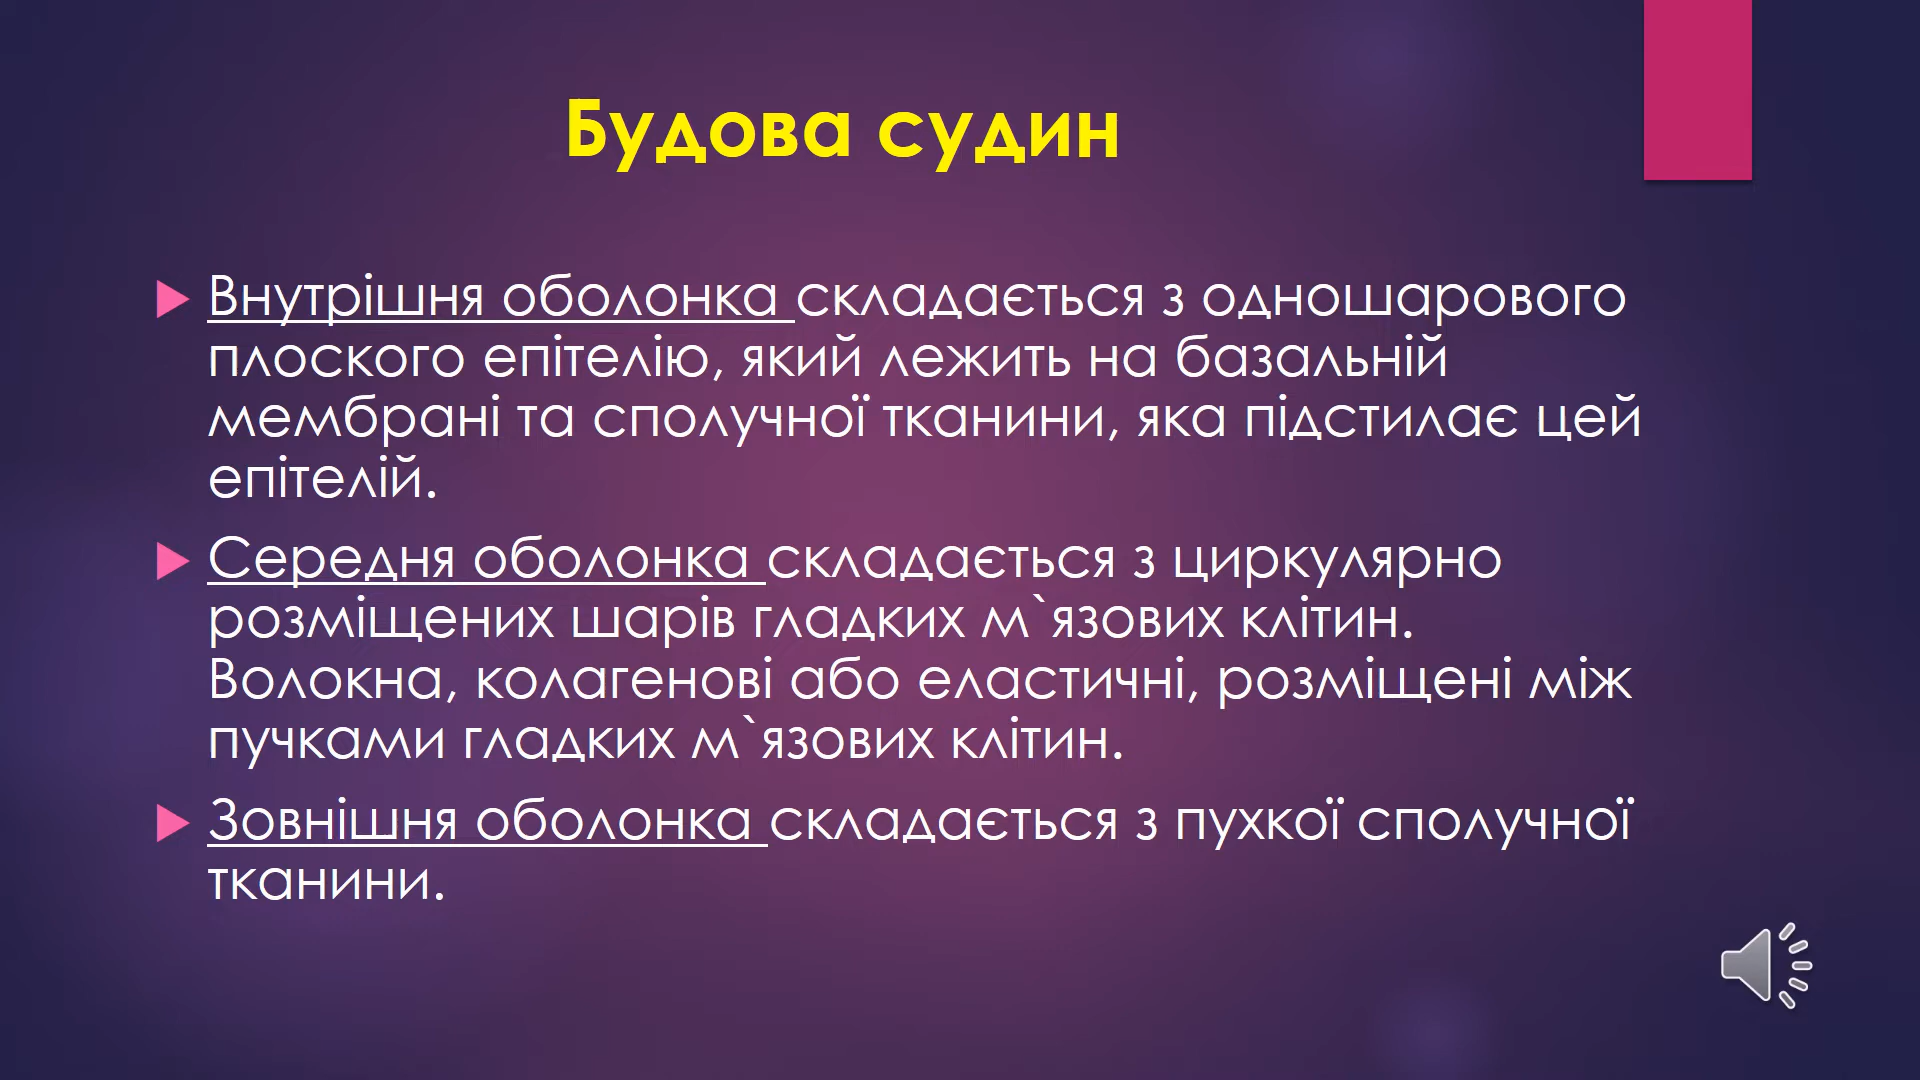 Будова судин
Внутрішня оболонка складається з одношарового
плоского епітелію, який лежить на базальній
мембрані та сполучної тканини, яка підстилає цей
епітелій.
Середня оболонка складається з циркулярно
розміщених шарів гладких м`язових клітин.
Волокна, колагенові або еластичні, розміщені між
пучками гладких м`язових клітин.
Зовнішня оболонка складається з пухкої сполучної
тканини.